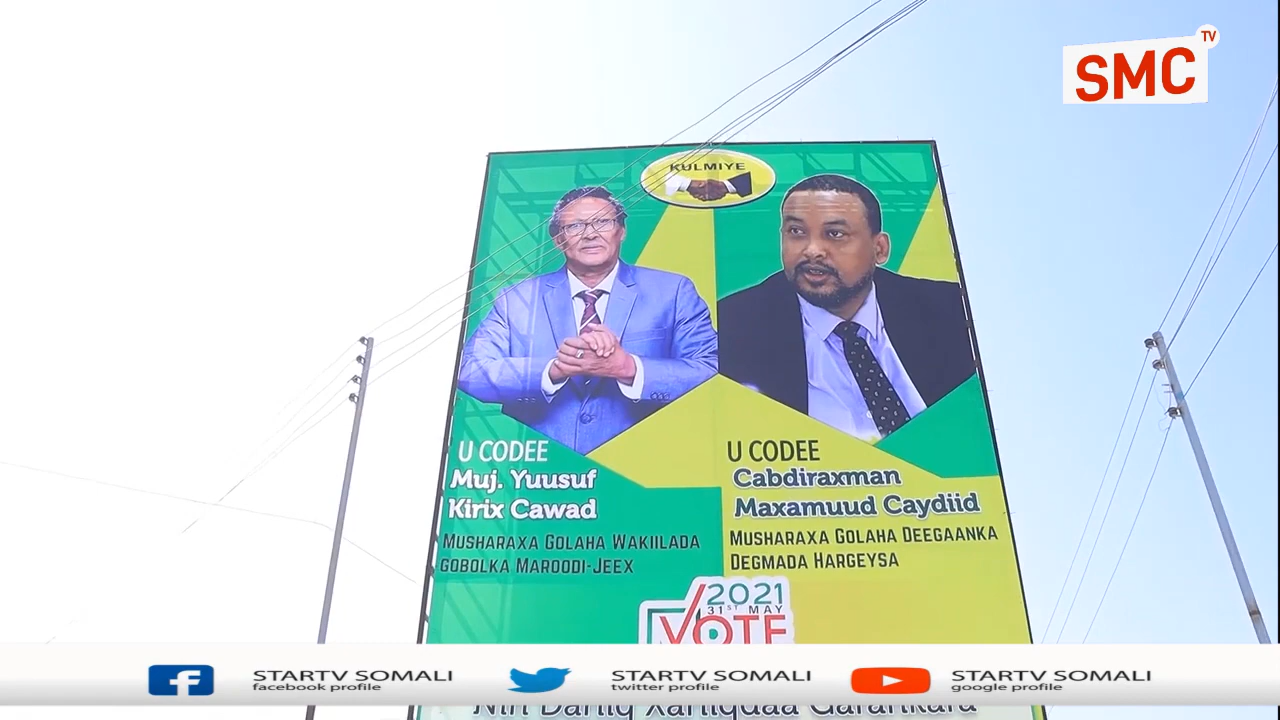 SMC TV
KULMIYE
U CODEE
Muj. Yuusuf
Kirix Cawad
MUSHARAXA GOLAHA WAKIILADA
GOBOLKA MAROODI-JEEX
U CODEE
Cabdiraxman
Maxamuud Caydiid
MUSHARAXA GOLAHA DEEGAANKA
DEGMADA HARGEYSA
2021
31ST MAY
VOTE
STARTV SOMALI
facebook profile
STARTV SOMALI
twitter profile
STARTV SOMALI
google profile